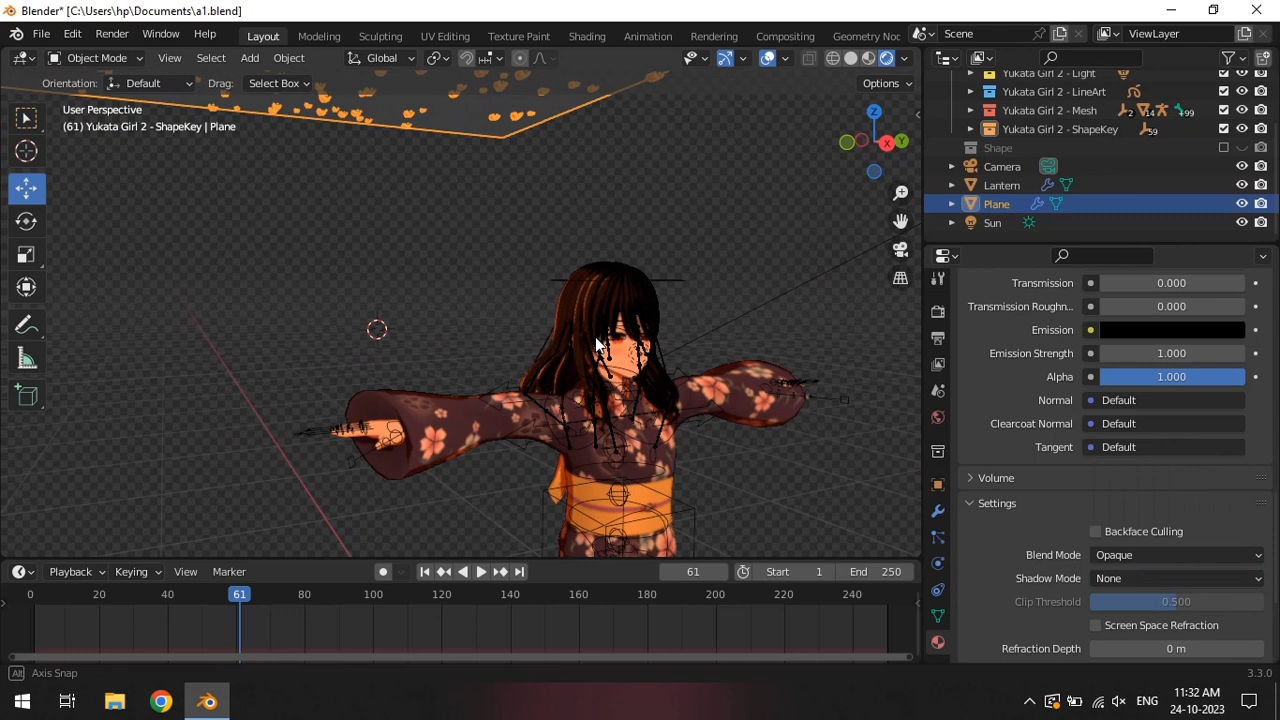 Blender* [C:\Users\hp\Documents\a1.blend]
File Edit Render Window Help Layout Modeling Sculpting UV Editing Texture Paint Shading Animation Rendering Compositing Geometry Noc Scene ViewLayer
Object Mode View Select Add Object Global
Orientation: Default Drag: Select Box Options
User Perspective
(61) Yukata Girl 2 - ShapeKey | Plane
Z
X
Y
Yukata Girl 2 - Light
Yukata Girl 2 - LineArt
Yukata Girl 2 - Mesh 2 14 99
Yukata Girl 2 - ShapeKey 59
Shape
Camera
Lantern
Plane
Sun
Transmission 0.000
Transmission Roughn... 0.000
Emission
Emission Strength 1.000
Alpha 1.000
Normal Default
Clearcoat Normal Default
Tangent Default
Volume
Settings
Backface Culling
Blend Mode Opaque
Shadow Mode None
Clip Threshold 0.500
Screen Space Refraction
Refraction Depth 0 m
Playback Keying View Marker 61 Start 1 End 250
0 20 40 61 80 100 120 140 160 180 200 220 240
Alt Axis Snap 3.3.0
ENG 11:32 AM
24-10-2023